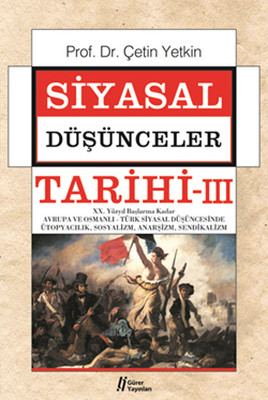 Prof. Dr. Çetin Yetkin
SİYASAL
DÜŞÜNCELER
TARİHİ-III
XX. Yüzyıl Başlarına Kadar
AVRUPA VE OSMANLI - TÜRK SİYASAL DÜŞÜNCESİNDE
ÜTOPYACILIK, SOSYALİZM, ANARŞİZM, SENDİKALİZM
Gürer
Yayınları